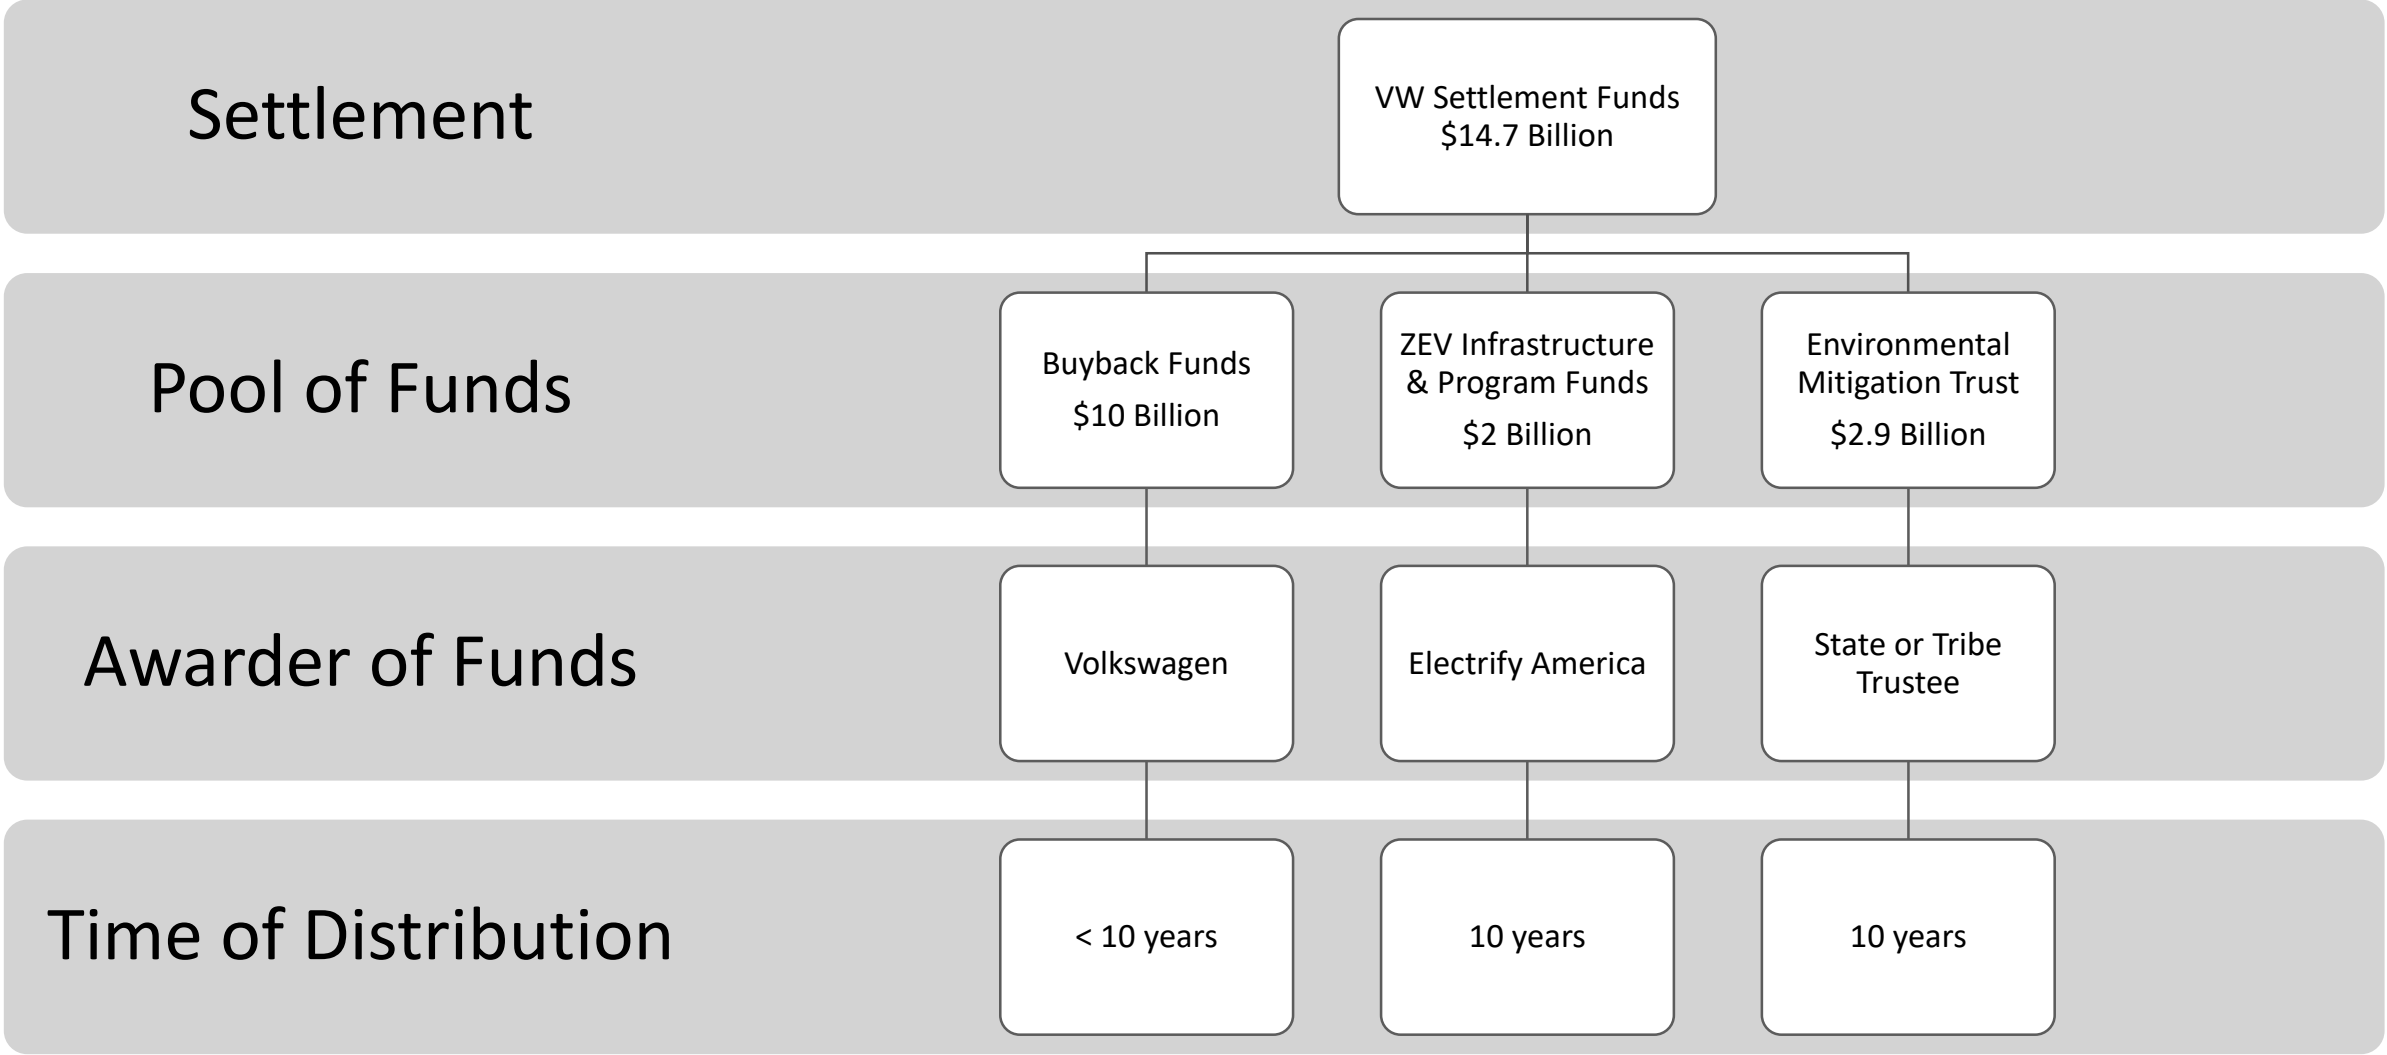 Settlement
VW Settlement Funds
$14.7 Billion
Pool of Funds
Buyback Funds
$10 Billion
ZEV Infrastructure
& Program Funds
$2 Billion
Environmental
Mitigation Trust
$2.9 Billion
Awarder of Funds
Volkswagen
Electrify America
State or Tribe
Trustee
Time of Distribution
< 10 years
10 years
10 years